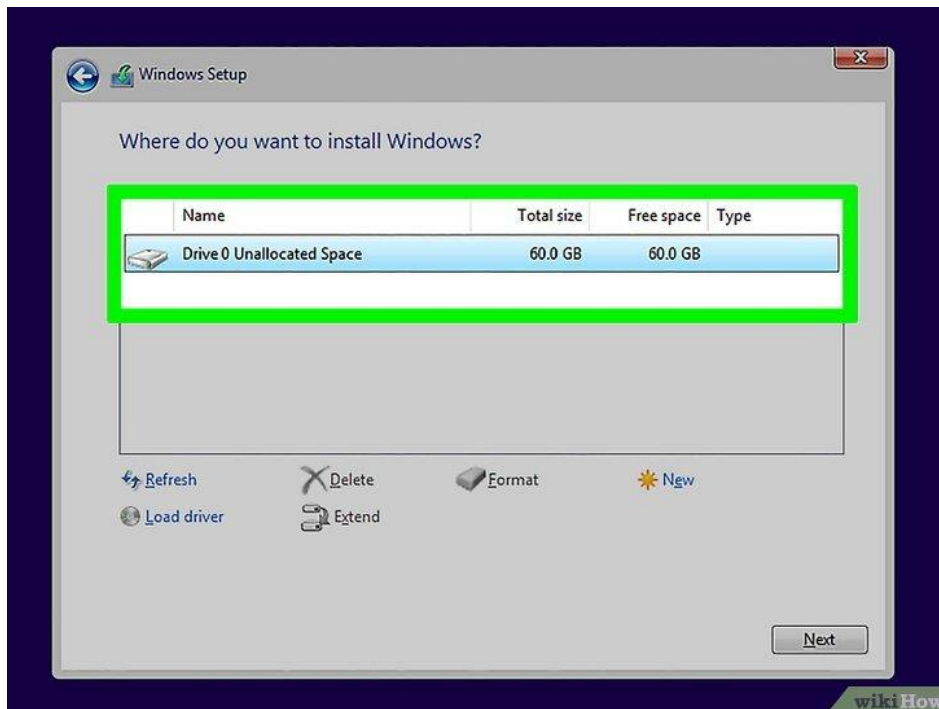 Windows Setup
Where do you want to install Windows?
Name Total size Free space Type
Drive 0 Unallocated Space 60.0 GB 60.0 GB
Refresh Delete Format New
Load driver Extend
Next
wikiHow